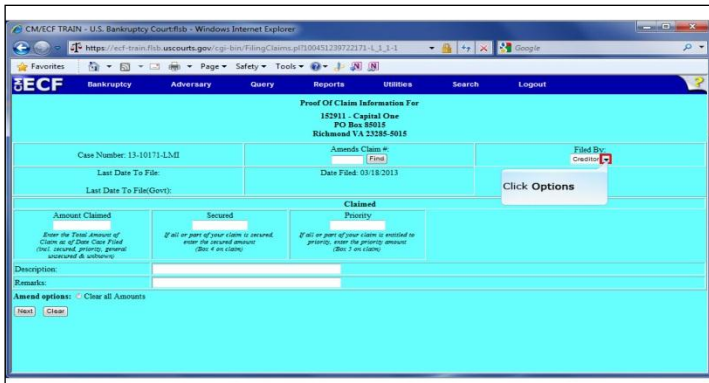 CM/ECF TRAIN - U.S. Bankruptcy Court:flsb - Windows Internet Explorer
https://ecf-train.flsb.uscourts.gov/cgi-bin/FilingClaims.pl?100451239722171-L_1_1-1
Google
Favorites Page Safety Tools
ECF Bankruptcy Adversary Query Reports Utilities Search Logout ?
Proof Of Claim Information For
152911 - Capital One
PO Box 85015
Richmond VA 23285-5015
Case Number: 13-10171-LMI
Amends Claim #:
Find
Filed By:
Creditor
Last Date To File:
Last Date To File(Govt):
Date Filed: 03/18/2013
Click Options
Claimed
Amount Claimed Secured Priority
Enter the Total Amount of
Claim as of Date Case Filed
(incl. secured, priority, general
unsecured & unknown)
If all or part of your claim is secured,
enter the secured amount
(Box 4 on claim)
If all or part of your claim is entitled to
priority, enter the priority amount
(Box 5 on claim)
Description:
Remarks:
Amend options: Clear all Amounts
Next Clear